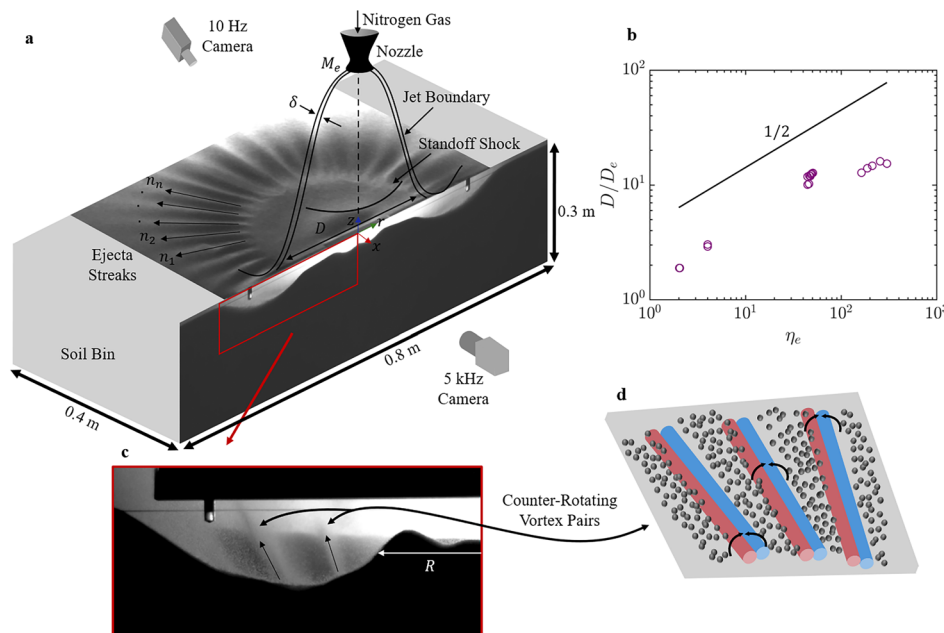 a
10 Hz
Camera
Nitrogen Gas
Nozzle
M_e
δ
Jet Boundary
Standoff Shock
n_n
n_2
n_1
Ejecta
Streaks
D
z
r
x
0.3 m
Soil Bin
0.8 m
0.4 m
5 kHz
Camera
b
10^2
10^1
10^0
D/D_e
1/2
10^0
10^1
10^2
10^3
η_e
c
R
Counter-Rotating
Vortex Pairs
d